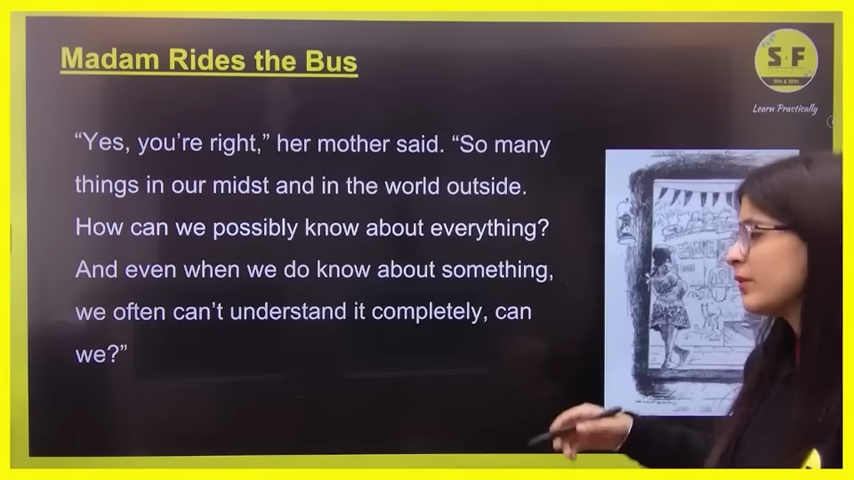 Madam Rides the Bus
S F
Learn Practically
“Yes, you’re right,” her mother said. “So many
things in our midst and in the world outside.
How can we possibly know about everything?
And even when we do know about something,
we often can’t understand it completely, can
we?”